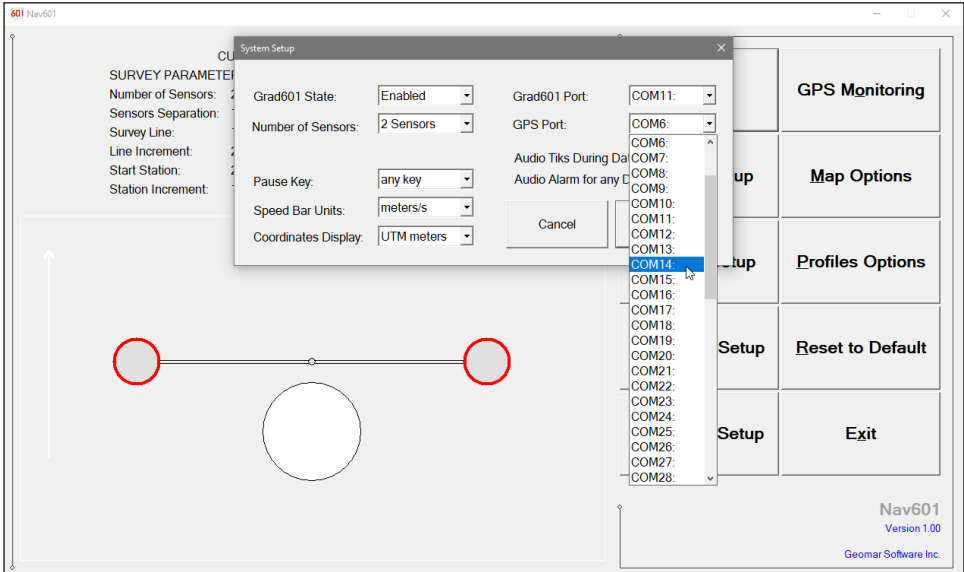 601 Nav601
System Setup
CU
SURVEY PARAMETE
Number of Sensors: 2
Sensors Separation:
Survey Line:
Line Increment: 2
Start Station: 2
Station Increment:
Grad601 State: Enabled
Number of Sensors: 2 Sensors
Pause Key: any key
Speed Bar Units: meters/s
Coordinates Display: UTM meters
Grad601 Port: COM11:
GPS Port: COM6:
Audio Tiks During Da
Audio Alarm for any D
Cancel
COM6:
COM7:
COM8:
COM9:
COM10:
COM11:
COM12:
COM13:
COM14:
COM15:
COM16:
COM17:
COM18:
COM19:
COM20:
COM21:
COM22:
COM23:
COM24:
COM25:
COM26:
COM27:
COM28:
GPS Monitoring
up
Map Options
tup
Profiles Options
Setup
Reset to Default
Setup
Exit
Nav601
Version 1.00
Geomar Software Inc.